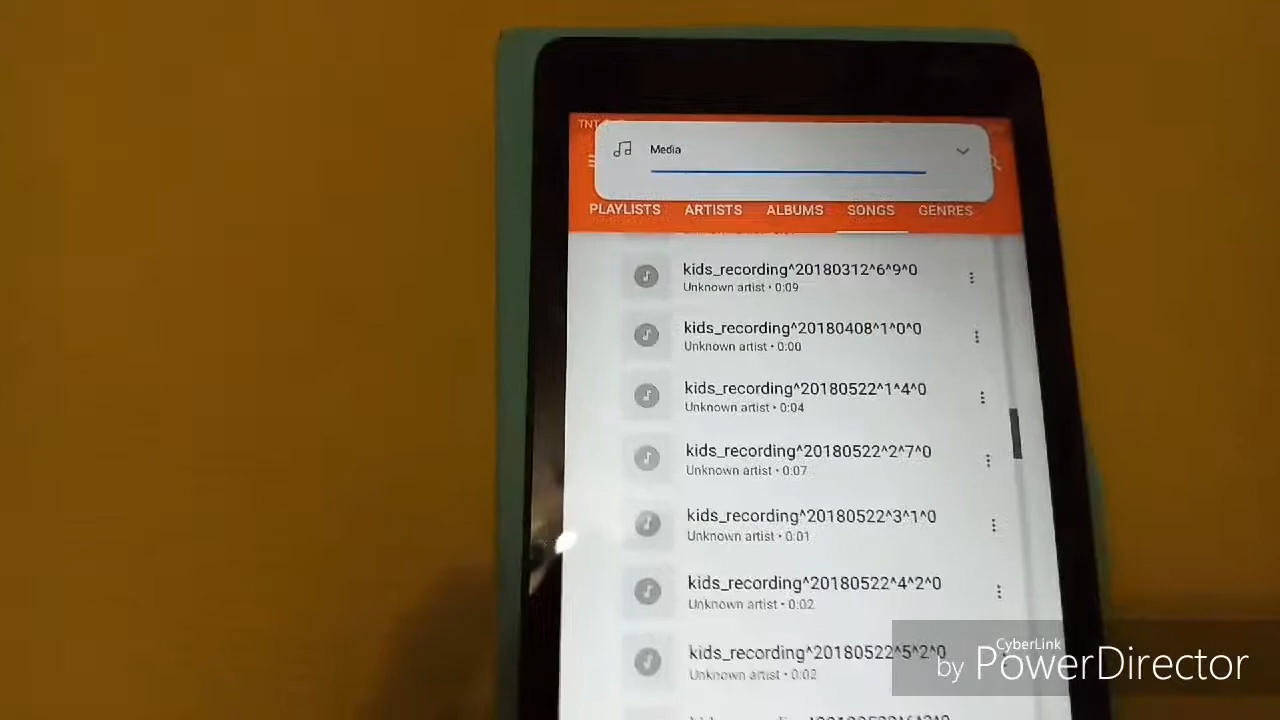 TNT
Media
PLAYLISTS ARTISTS ALBUMS SONGS GENRES
kids_recording^20180312^6^9^0
Unknown artist • 0:09
kids_recording^20180408^1^0^0
Unknown artist • 0:00
kids_recording^20180522^1^4^0
Unknown artist • 0:04
kids_recording^20180522^2^7^0
Unknown artist • 0:07
kids_recording^20180522^3^1^0
Unknown artist • 0:01
kids_recording^20180522^4^2^0
Unknown artist • 0:02
kids_recording^20180522^5^2^0
Unknown artist • 0:02
CyberLink
by PowerDirector